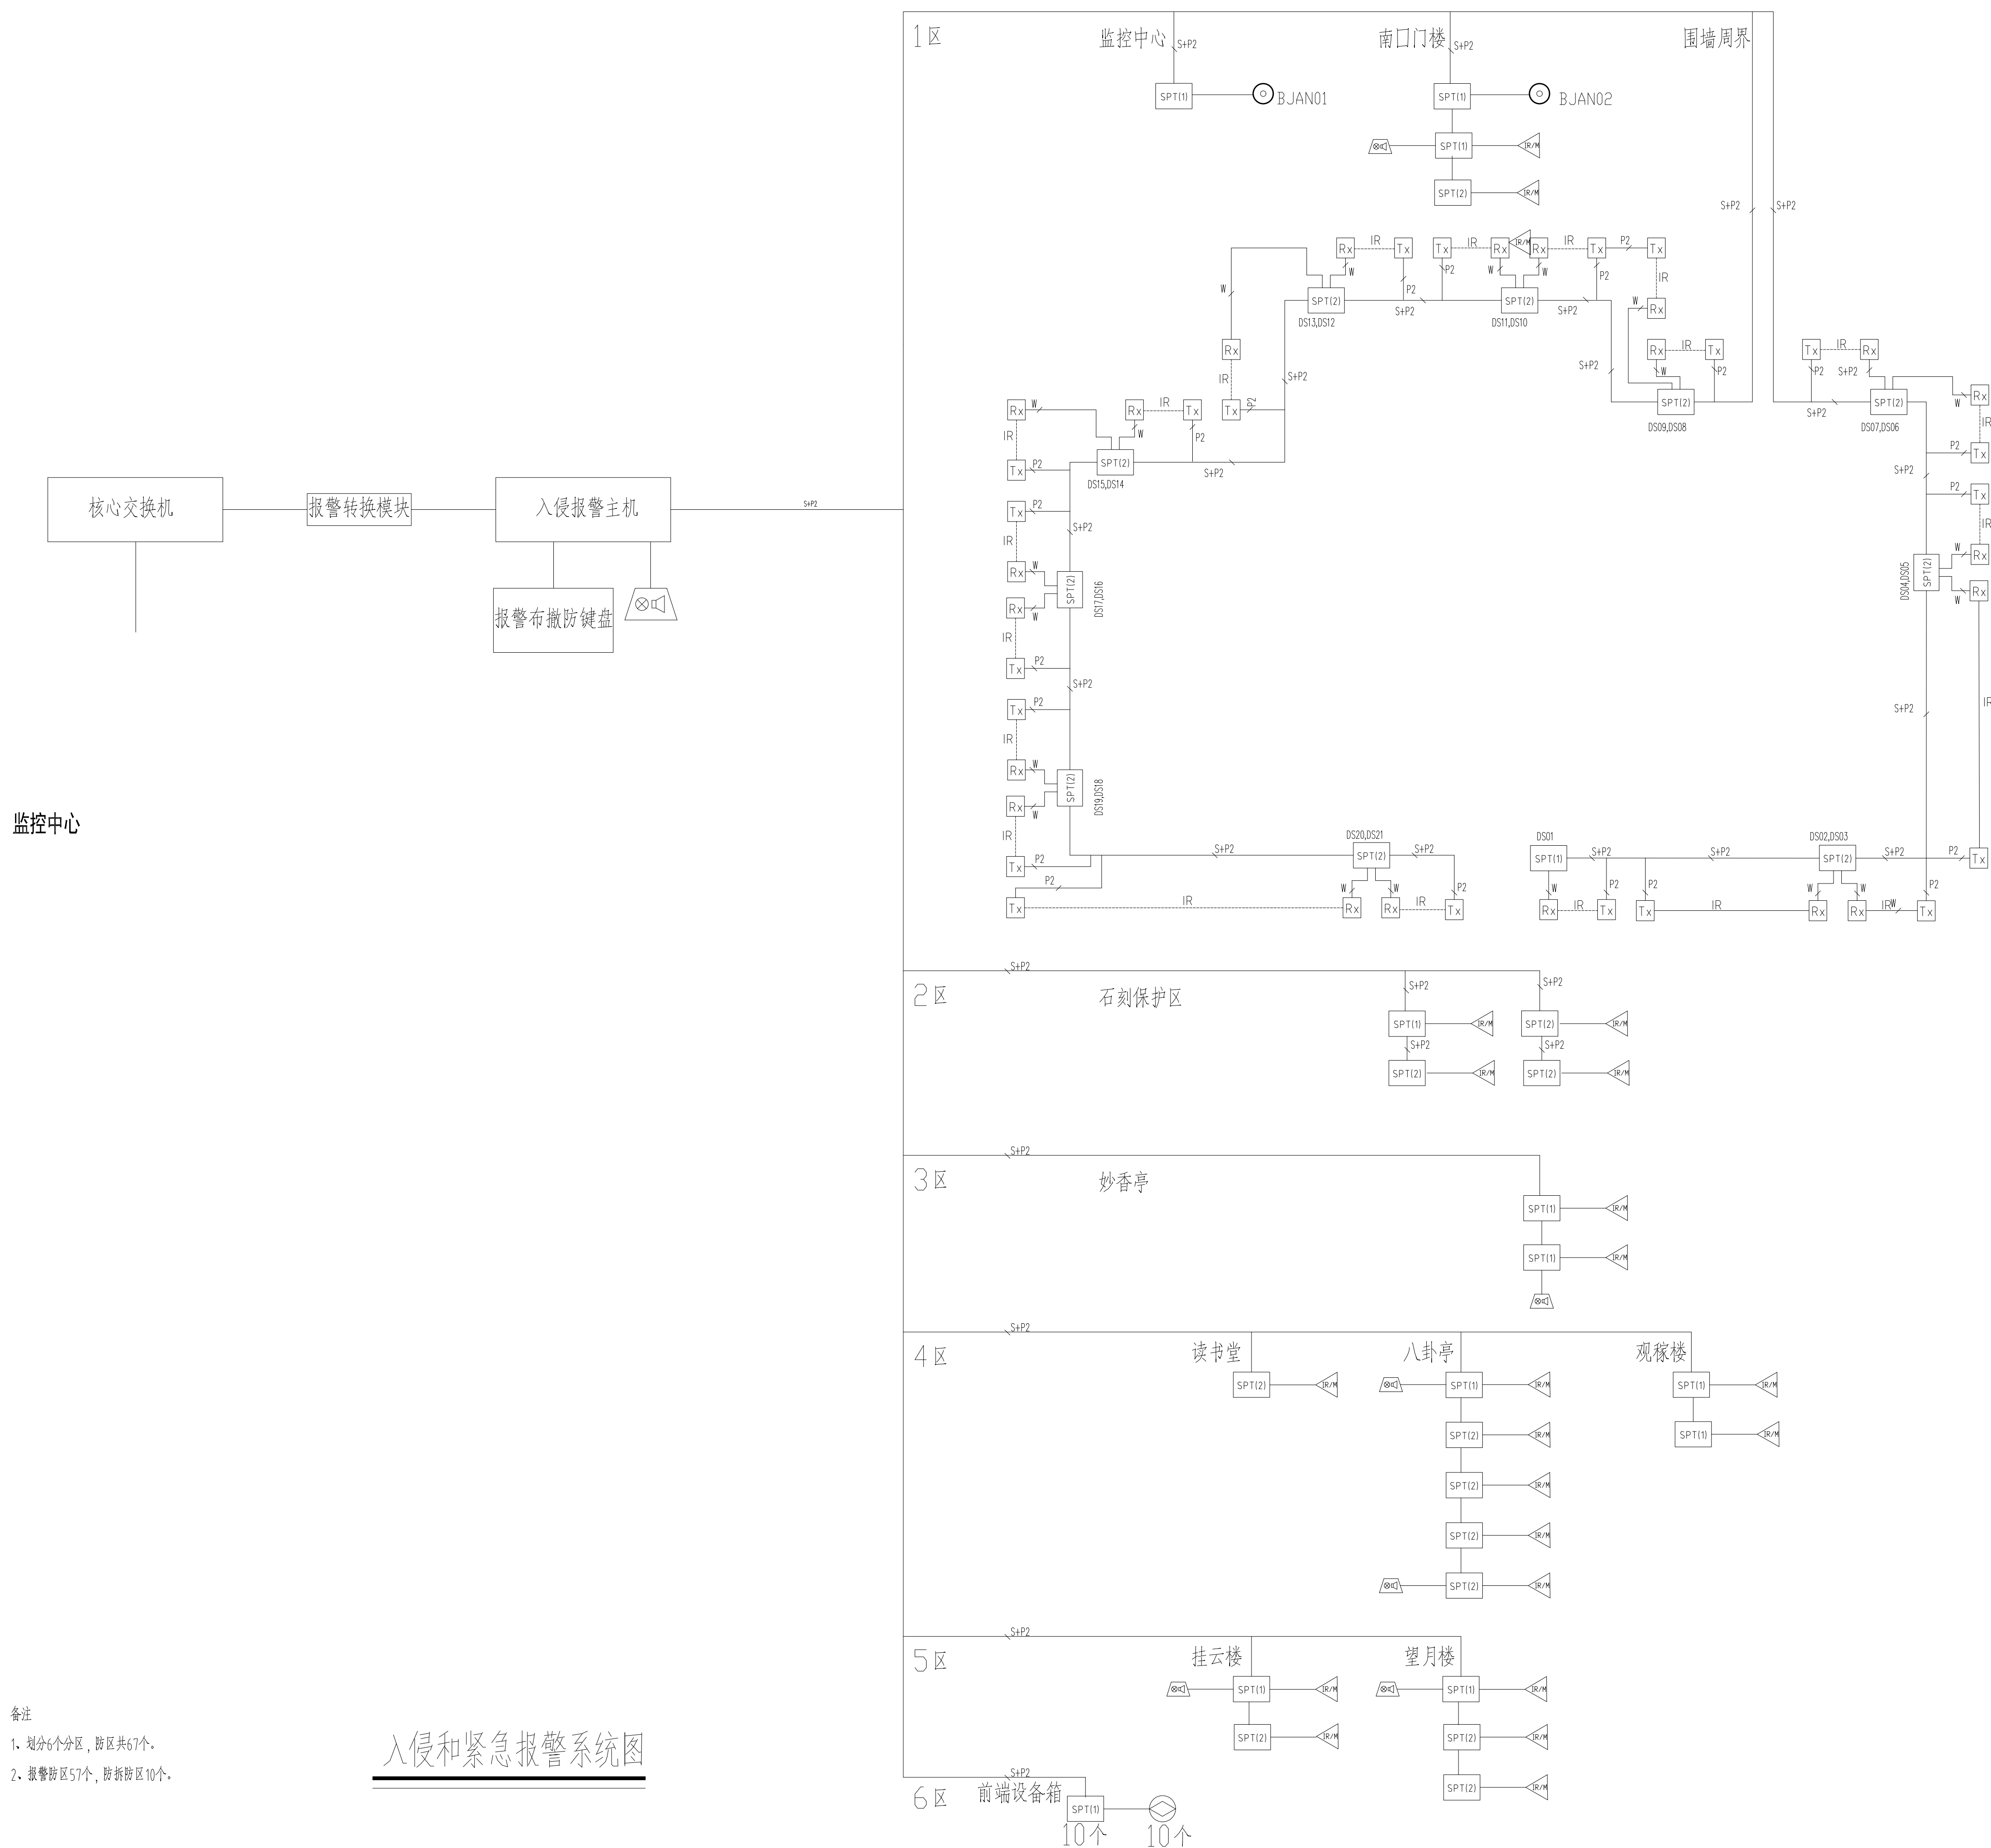 1区
监控中心
S+P2
SPT(1)
BJAN01
南口门楼
S+P2
SPT(1)
BJAN02
SPT(1)
IR/M
SPT(2)
IR/M
围墙周界
S+P2
S+P2
Rx
IR
Tx
Tx
IR
Rx
IR/M
Rx
IR
Tx
P2
Tx
W
P2
P2
W
W
P2
IR
W
SPT(2)
S+P2
SPT(2)
S+P2
W
Rx
DS13,DS12
DS11,DS10
Rx
IR
S+P2
Rx
IR
Tx
W
P2
S+P2
SPT(2)
DS09,DS08
Tx
IR
Rx
P2
S+P2
S+P2
SPT(2)
DS07,DS06
W
Rx
IR
P2
Tx
S+P2
P2
Tx
IR
W
Rx
SPT(2)
DS04,DS05
W
Rx
IR
S+P2
Rx
W
Rx
IR
Tx
Tx
P2
IR
W
P2
Tx
P2
SPT(2)
S+P2
DS15,DS14
核心交换机
报警转换模块
入侵报警主机
S+P2
报警布撤防键盘
Tx
P2
S+P2
IR
Rx
W
SPT(2)
DS17,DS16
Rx
W
IR
Tx
P2
S+P2
Tx
P2
IR
Rx
W
SPT(2)
DS19,DS18
Rx
W
IR
Tx
P2
P2
Tx
IR
S+P2
DS20,DS21
SPT(2)
S+P2
W
W
P2
Rx
Rx
IR
Tx
DS01
SPT(1)
S+P2
S+P2
DS02,DS03
SPT(2)
S+P2
P2
Tx
W
P2
P2
W
W
P2
Rx
IR
Tx
Tx
IR
Rx
Rx
IR
W
Tx
监控中心
S+P2
2区
石刻保护区
S+P2
S+P2
SPT(1)
IR/M
SPT(2)
IR/M
S+P2
S+P2
SPT(2)
IR/M
SPT(2)
IR/M
S+P2
3区
妙香亭
SPT(1)
IR/M
SPT(1)
IR/M
S+P2
4区
读书堂
八卦亭
观稼楼
SPT(2)
IR/M
SPT(1)
IR/M
SPT(1)
IR/M
SPT(2)
IR/M
SPT(1)
IR/M
SPT(2)
IR/M
SPT(2)
IR/M
SPT(2)
IR/M
S+P2
5区
挂云楼
望月楼
SPT(1)
IR/M
SPT(1)
IR/M
SPT(2)
IR/M
SPT(2)
IR/M
SPT(2)
IR/M
S+P2
6区
前端设备箱
SPT(1)
10个
10个
备注
1、划分6个分区，防区共67个。
2、报警防区57个，防拆防区10个。
入侵和紧急报警系统图